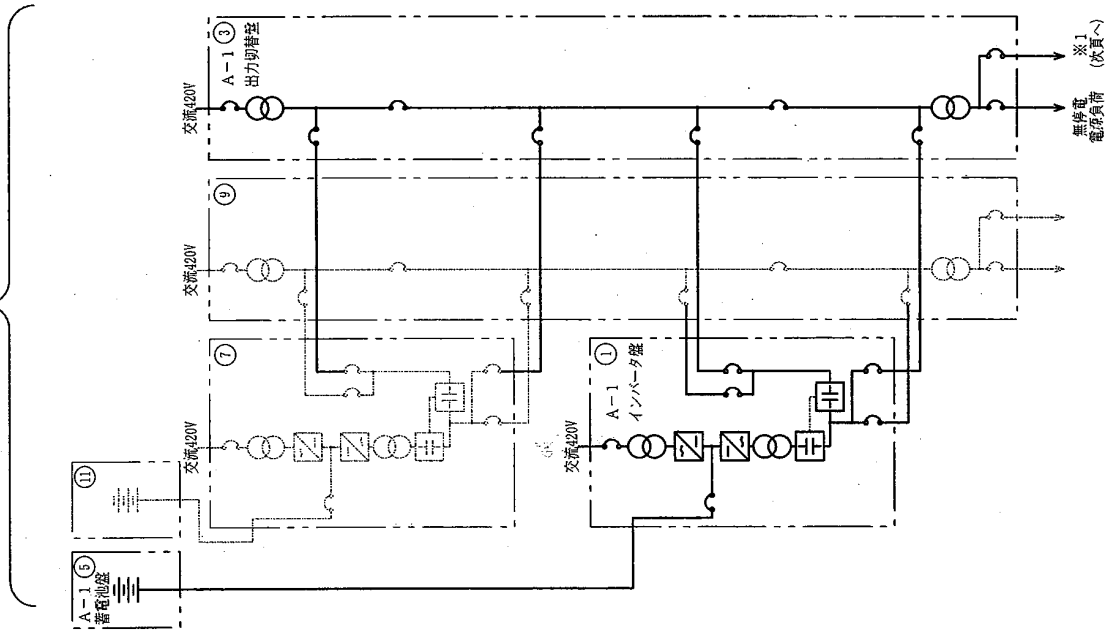 交流420V
A－1 ③
出力切替盤
※1
(次頁へ)
無停電
電源負荷
交流420V
⑨
交流420V
⑦
交流420V
A－1 ①
インバータ盤
⑪
A－1 ⑤
蓄電池盤